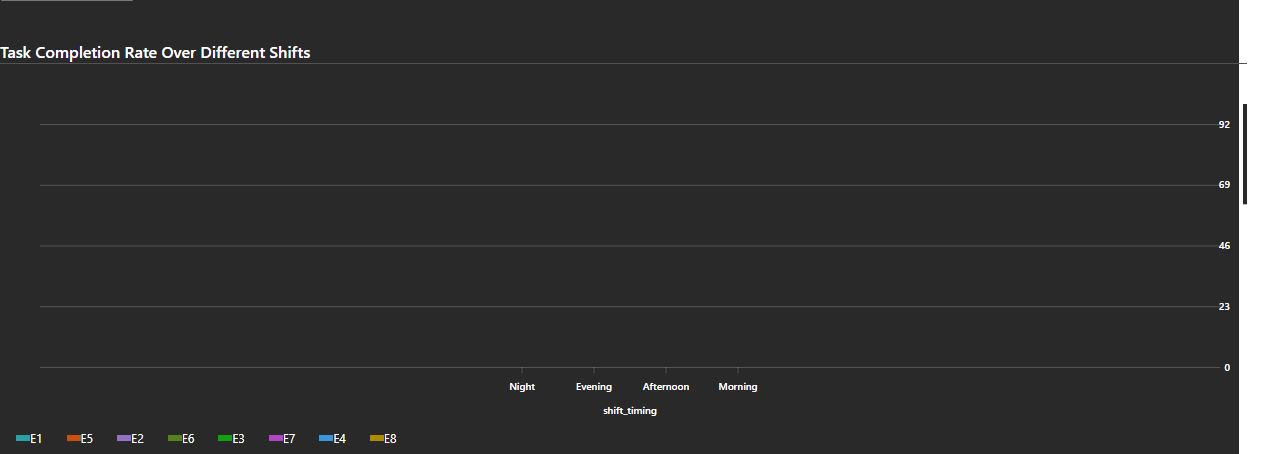 Task Completion Rate Over Different Shifts
92
69
46
23
0
Night Evening Afternoon Morning
shift_timing
E1 E5 E2 E6 E3 E7 E4 E8